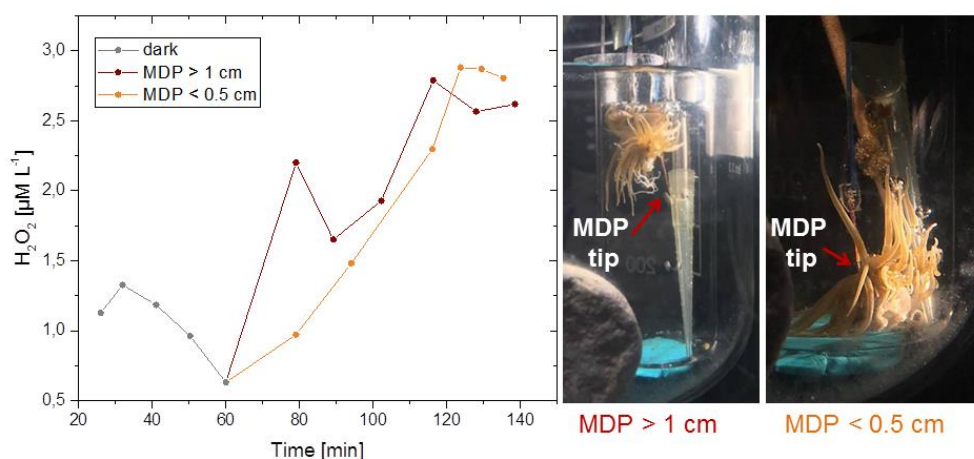 3,0
2,5
2,0
1,5
1,0
0,5
H₂O₂ [µM L⁻¹]
dark
MDP > 1 cm
MDP < 0.5 cm
20
40
60
80
100
120
140
Time [min]
MDP
tip
200
MDP > 1 cm
MDP
tip
MDP < 0.5 cm